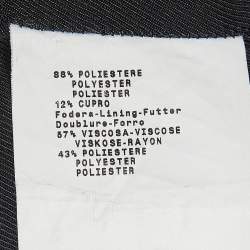 88% POLIESTERE
POLYESTER
POLIESTER
12% CUPRO
Fodera-Lining-Futter
Doublure-Forro
57% VISCOSA-VISCOSE
VISKOSE-RAYON
43% POLIESTERE
POLYESTER
POLIESTER